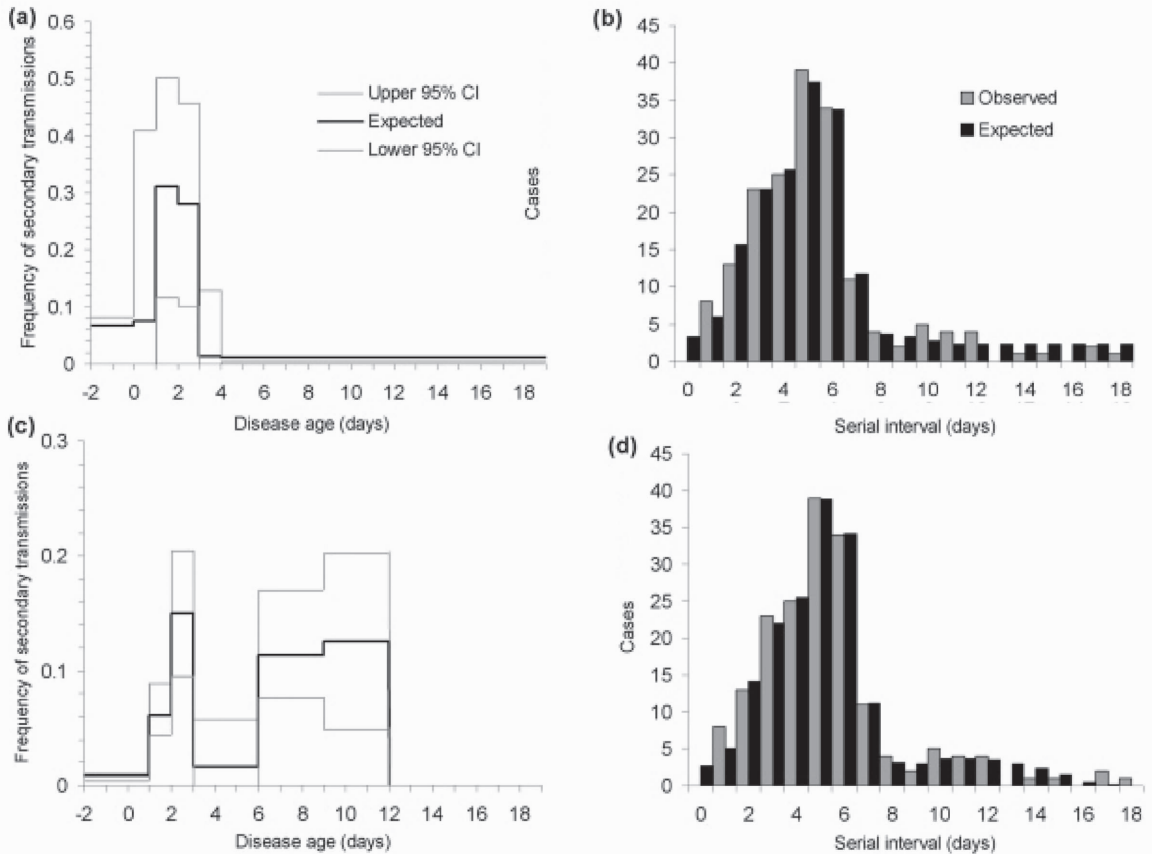 (a)
0.6
0.5
0.4
0.3
0.2
0.1
0
Frequency of secondary transmissions
Upper 95% CI
Expected
Lower 95% CI
-2 0 2 4 6 8 10 12 14 16 18
Disease age (days)
(b)
45
40
35
30
25
20
15
10
5
0
Cases
Observed
Expected
0 2 4 6 8 10 12 14 16 18
Serial interval (days)
(c)
0.3
0.2
0.1
0
Frequency of secondary transmissions
-2 0 2 4 6 8 10 12 14 16 18
Disease age (days)
(d)
45
40
35
30
25
20
15
10
5
0
Cases
0 2 4 6 8 10 12 14 16 18
Serial interval (days)